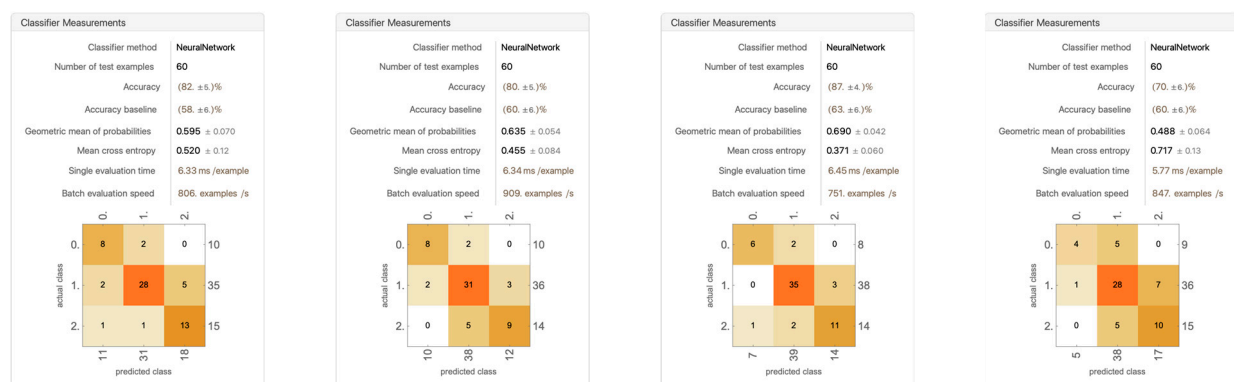 Classifier Measurements
Classifier method NeuralNetwork
Number of test examples 60
Accuracy (82. ±5.)%
Accuracy baseline (58. ±6.)%
Geometric mean of probabilities 0.595 ± 0.070
Mean cross entropy 0.520 ± 0.12
Single evaluation time 6.33 ms /example
Batch evaluation speed 806. examples /s
0. 1. 2.
0. 8 2 0 10
1. 2 28 5 35
2. 1 1 13 15
11 31 18
actual class
predicted class
Classifier Measurements
Classifier method NeuralNetwork
Number of test examples 60
Accuracy (80. ±5.)%
Accuracy baseline (60. ±6.)%
Geometric mean of probabilities 0.635 ± 0.054
Mean cross entropy 0.455 ± 0.084
Single evaluation time 6.34 ms /example
Batch evaluation speed 909. examples /s
0. 1. 2.
0. 8 2 0 10
1. 2 31 3 36
2. 0 5 9 14
10 38 12
actual class
predicted class
Classifier Measurements
Classifier method NeuralNetwork
Number of test examples 60
Accuracy (87. ±4.)%
Accuracy baseline (63. ±6.)%
Geometric mean of probabilities 0.690 ± 0.042
Mean cross entropy 0.371 ± 0.060
Single evaluation time 6.45 ms /example
Batch evaluation speed 751. examples /s
0. 1. 2.
0. 6 2 0 8
1. 0 35 3 38
2. 1 2 11 14
7 39 14
actual class
predicted class
Classifier Measurements
Classifier method NeuralNetwork
Number of test examples 60
Accuracy (70. ±6.)%
Accuracy baseline (60. ±6.)%
Geometric mean of probabilities 0.488 ± 0.064
Mean cross entropy 0.717 ± 0.13
Single evaluation time 5.77 ms /example
Batch evaluation speed 847. examples /s
0. 1. 2.
0. 4 5 0 9
1. 1 28 7 36
2. 0 5 10 15
5 38 17
actual class
predicted class